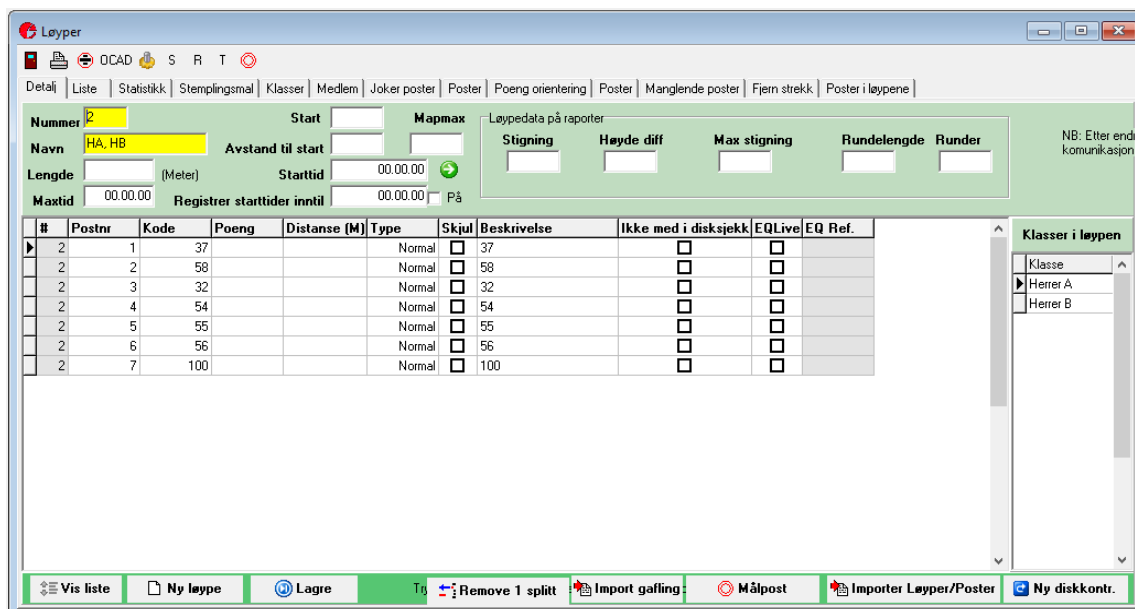 Løyper
OCAD S R T
Detalj Liste Statistikk Stemplingsmal Klasser Medlem Joker poster Poster Poeng orientering Poster Manglende poster Fjern strekk Poster i løypene
Nummer 2 Start Mapmax Løypedata på raporter
Stigning Høyde diff Max stigning Rundelengde Runder
NB: Etter endr
komunikasjon
Navn HA, HB Avstand til start
Lengde (Meter) Starttid 00.00.00
Maxtid 00.00.00 Registrer starttider inntil 00.00.00 På
# Postnr Kode Poeng Distanse (M) Type Skjul Beskrivelse Ikke med i disksjekk EQLive EQ Ref.
2 1 37 Normal 37
2 2 58 Normal 58
2 3 32 Normal 32
2 4 54 Normal 54
2 5 55 Normal 55
2 6 56 Normal 56
2 7 100 Normal 100
Klasser i løypen
Klasse
Herrer A
Herrer B
Vis liste Ny løype Lagre Remove 1 splitt Import gafling Målpost Importer Løyper/Poster Ny diskkontr.